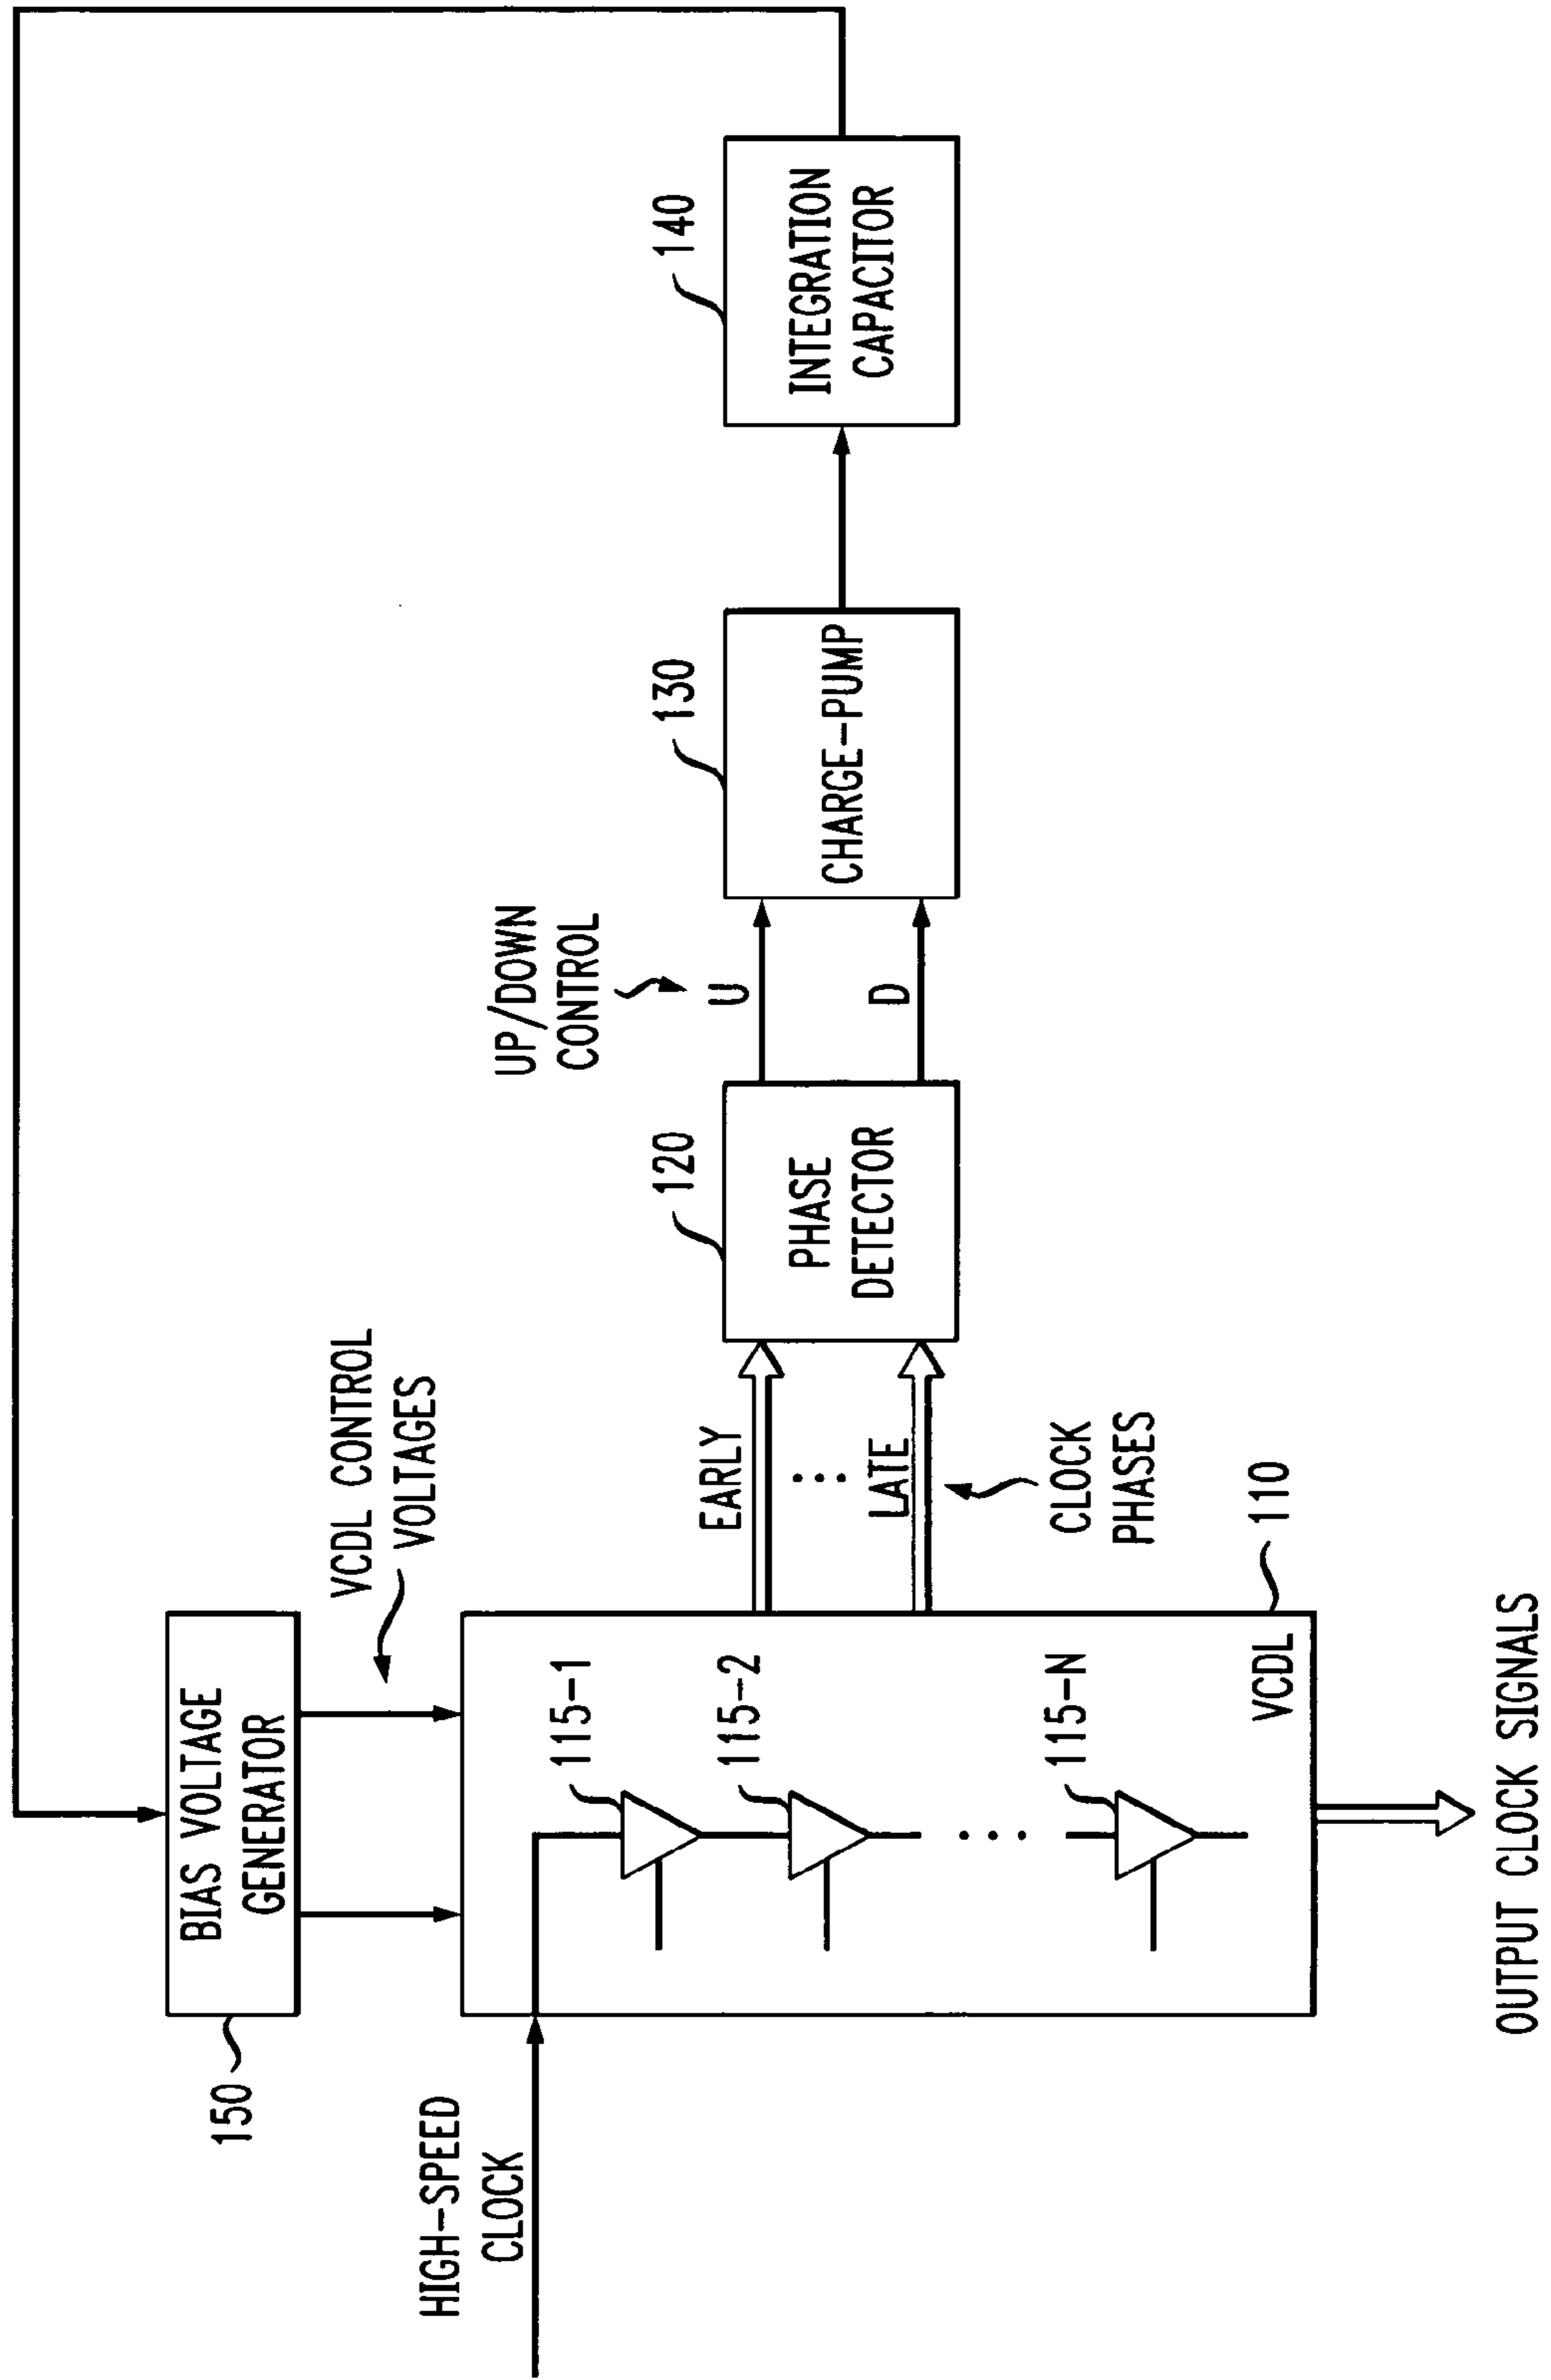 150
BIAS VOLTAGE
GENERATOR
VCDL CONTROL
VOLTAGES
HIGH-SPEED
CLOCK
115-1
115-2
115-N
VCDL
110
EARLY
LATE
CLOCK
PHASES
120
PHASE
DETECTOR
UP/DOWN
CONTROL
U
D
130
CHARGE-PUMP
140
INTEGRATION
CAPACITOR
OUTPUT CLOCK SIGNALS